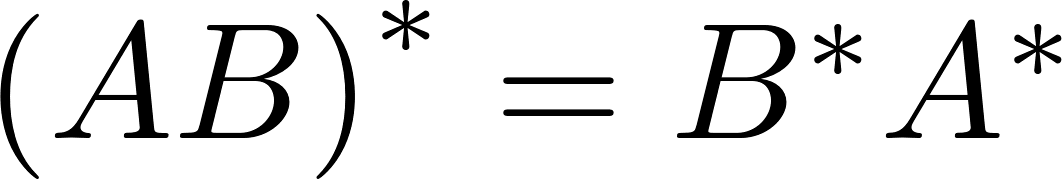 (AB)* = B* A*